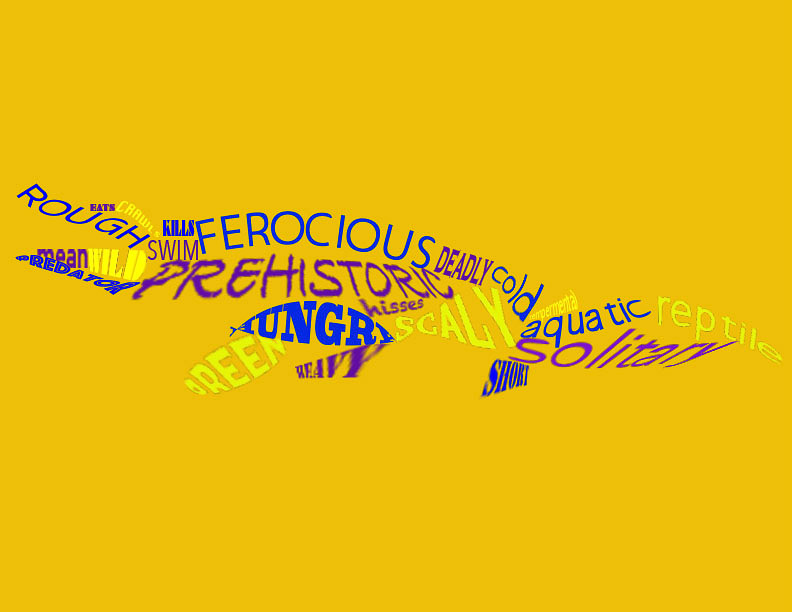 ROUGH
EATS
CRAWLS
KILLS
SWIM
FEROCIOUS
mean
WILD
PREDATOR
PREHISTORIC
DEADLY
cold
hisses
HUNGRY
SCALY
aquatic
reptile
GREEN
HEAVY
solitary
SHORT